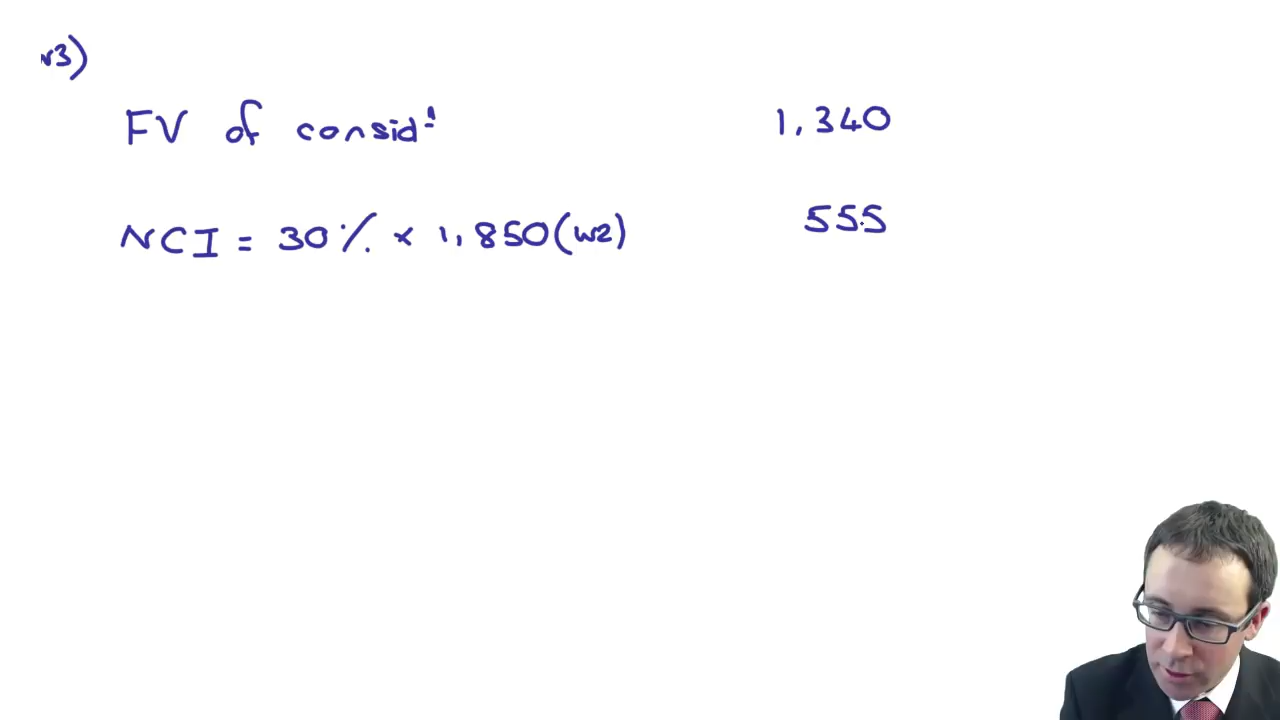 w3)
FV of consid⁠ⁿ 1,340
NCI = 30% × 1,850(w2) 555